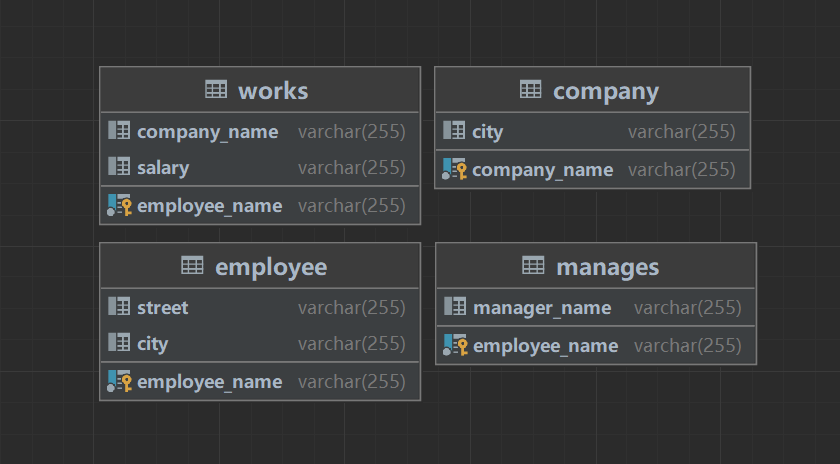 works
company_name varchar(255)
salary varchar(255)
employee_name varchar(255)
company
city varchar(255)
company_name varchar(255)
employee
street varchar(255)
city varchar(255)
employee_name varchar(255)
manages
manager_name varchar(255)
employee_name varchar(255)